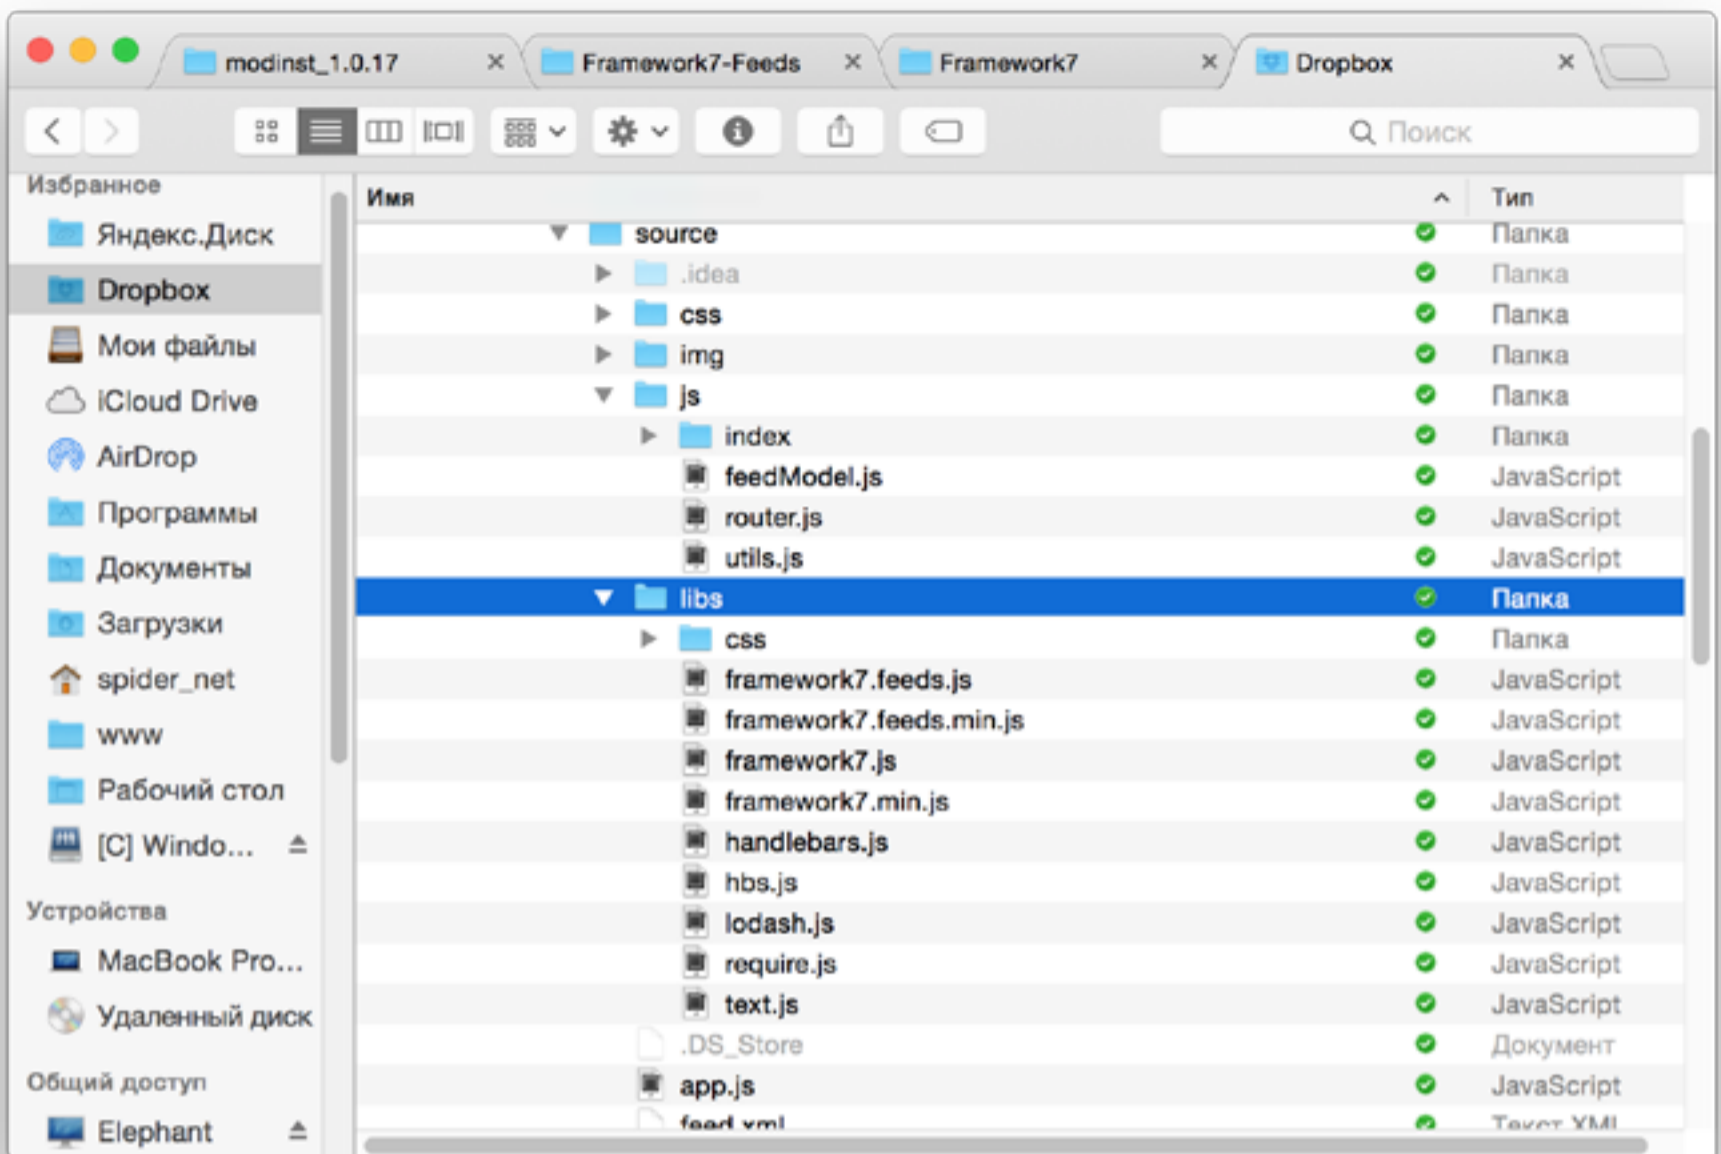 modinst_1.0.17 Framework7-Feeds Framework7 Dropbox
Поиск
Избранное
Яндекс.Диск
Dropbox
Мои файлы
iCloud Drive
AirDrop
Программы
Документы
Загрузки
spider_net
www
Рабочий стол
[C] Windo...
Устройства
MacBook Pro...
Удаленный диск
Общий доступ
Elephant
Имя Тип
source Папка
.idea Папка
css Папка
img Папка
js Папка
index Папка
feedModel.js JavaScript
router.js JavaScript
utils.js JavaScript
libs Папка
css Папка
framework7.feeds.js JavaScript
framework7.feeds.min.js JavaScript
framework7.js JavaScript
framework7.min.js JavaScript
handlebars.js JavaScript
hbs.js JavaScript
lodash.js JavaScript
require.js JavaScript
text.js JavaScript
.DS_Store Документ
app.js JavaScript
feed.xml Текст XML